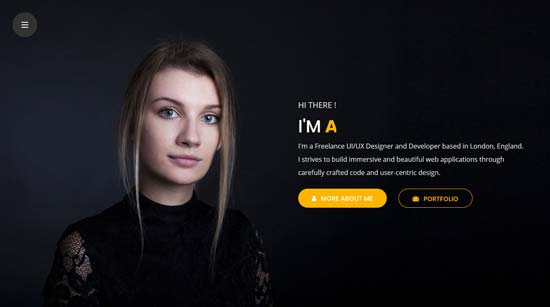 HI THERE !
I'M A
I'm a Freelance UI/UX Designer and Developer based in London, England.
I strives to build immersive and beautiful web applications through
carefully crafted code and user-centric design.
MORE ABOUT ME
PORTFOLIO